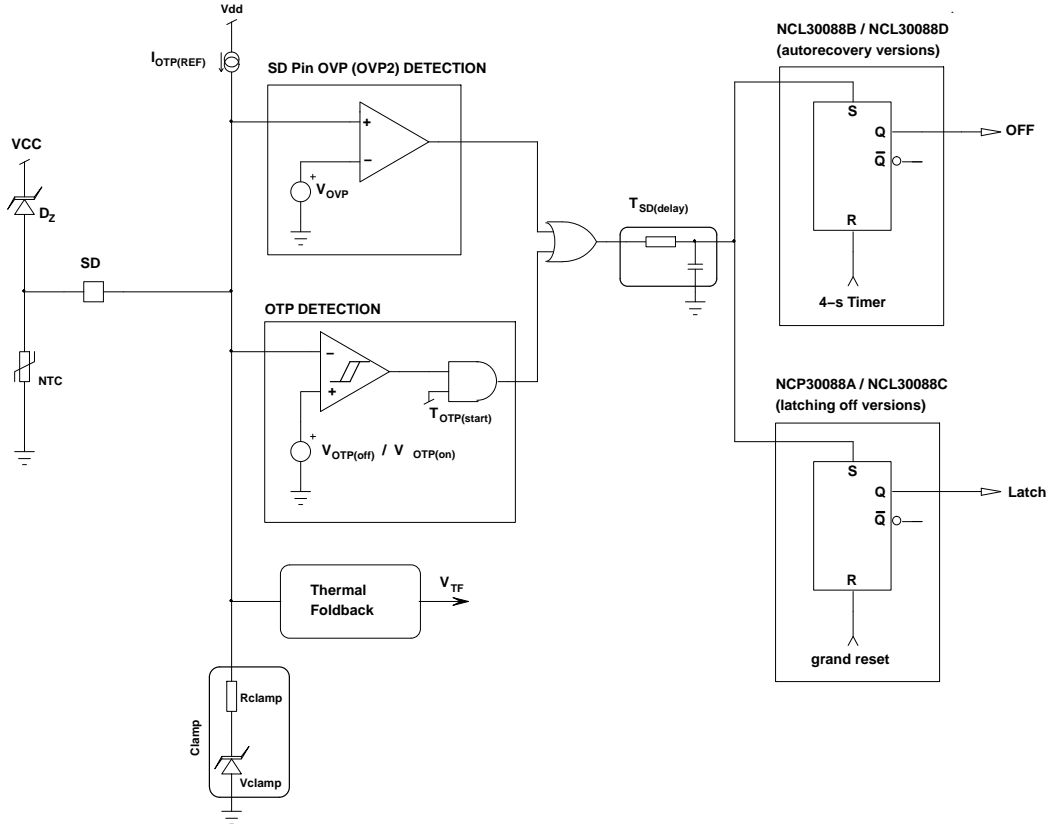 Vdd
NCL30088B / NCL30088D
(autorecovery versions)
IOTP(REF)
SD Pin OVP (OVP2) DETECTION
S
Q
OFF
Q
R
4–s Timer
+
–
+
VOVP
VCC
DZ
SD
NTC
TSD(delay)
OTP DETECTION
–
+
TOTP(start)
+
VOTP(off) / V OTP(on)
NCP30088A / NCL30088C
(latching off versions)
S
Q
Latch
Q
R
grand reset
Thermal
Foldback
VTF
Clamp
Rclamp
Vclamp